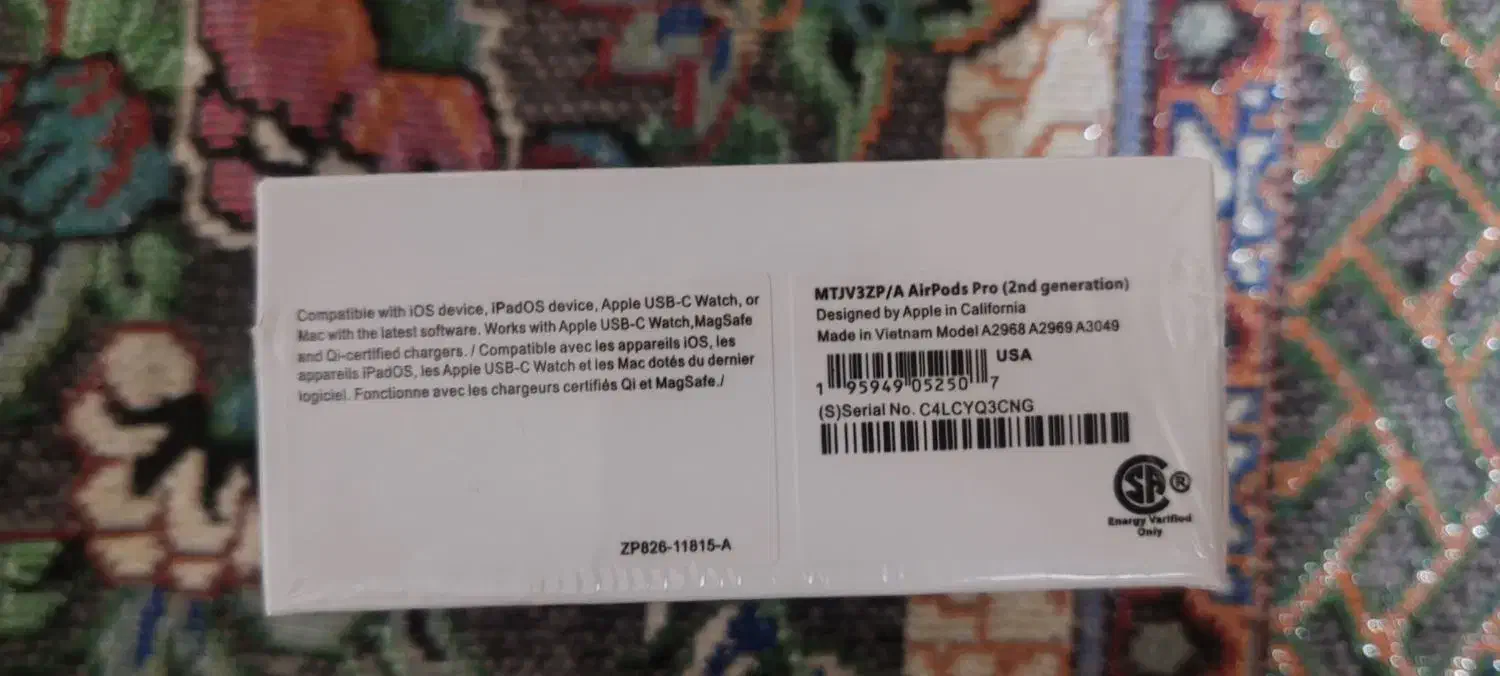 Compatible with iOS device, iPadOS device, Apple USB-C Watch, or
Mac with the latest software. Works with Apple USB-C Watch,MagSafe
and Qi-certified chargers. / Compatible avec les appareils iOS, les
appareils iPadOS, les Apple USB-C Watch et les Mac dotés du dernier
logiciel. Fonctionne avec les chargeurs certifiés Qi et MagSafe./
ZP826-11815-A
MTJV3ZP/A AirPods Pro (2nd generation)
Designed by Apple in California
Made in Vietnam Model A2968 A2969 A3049
USA
1 95949 05250 7
(S)Serial No. C4LCYQ3CNG
SA ®
Energy Varified
Only